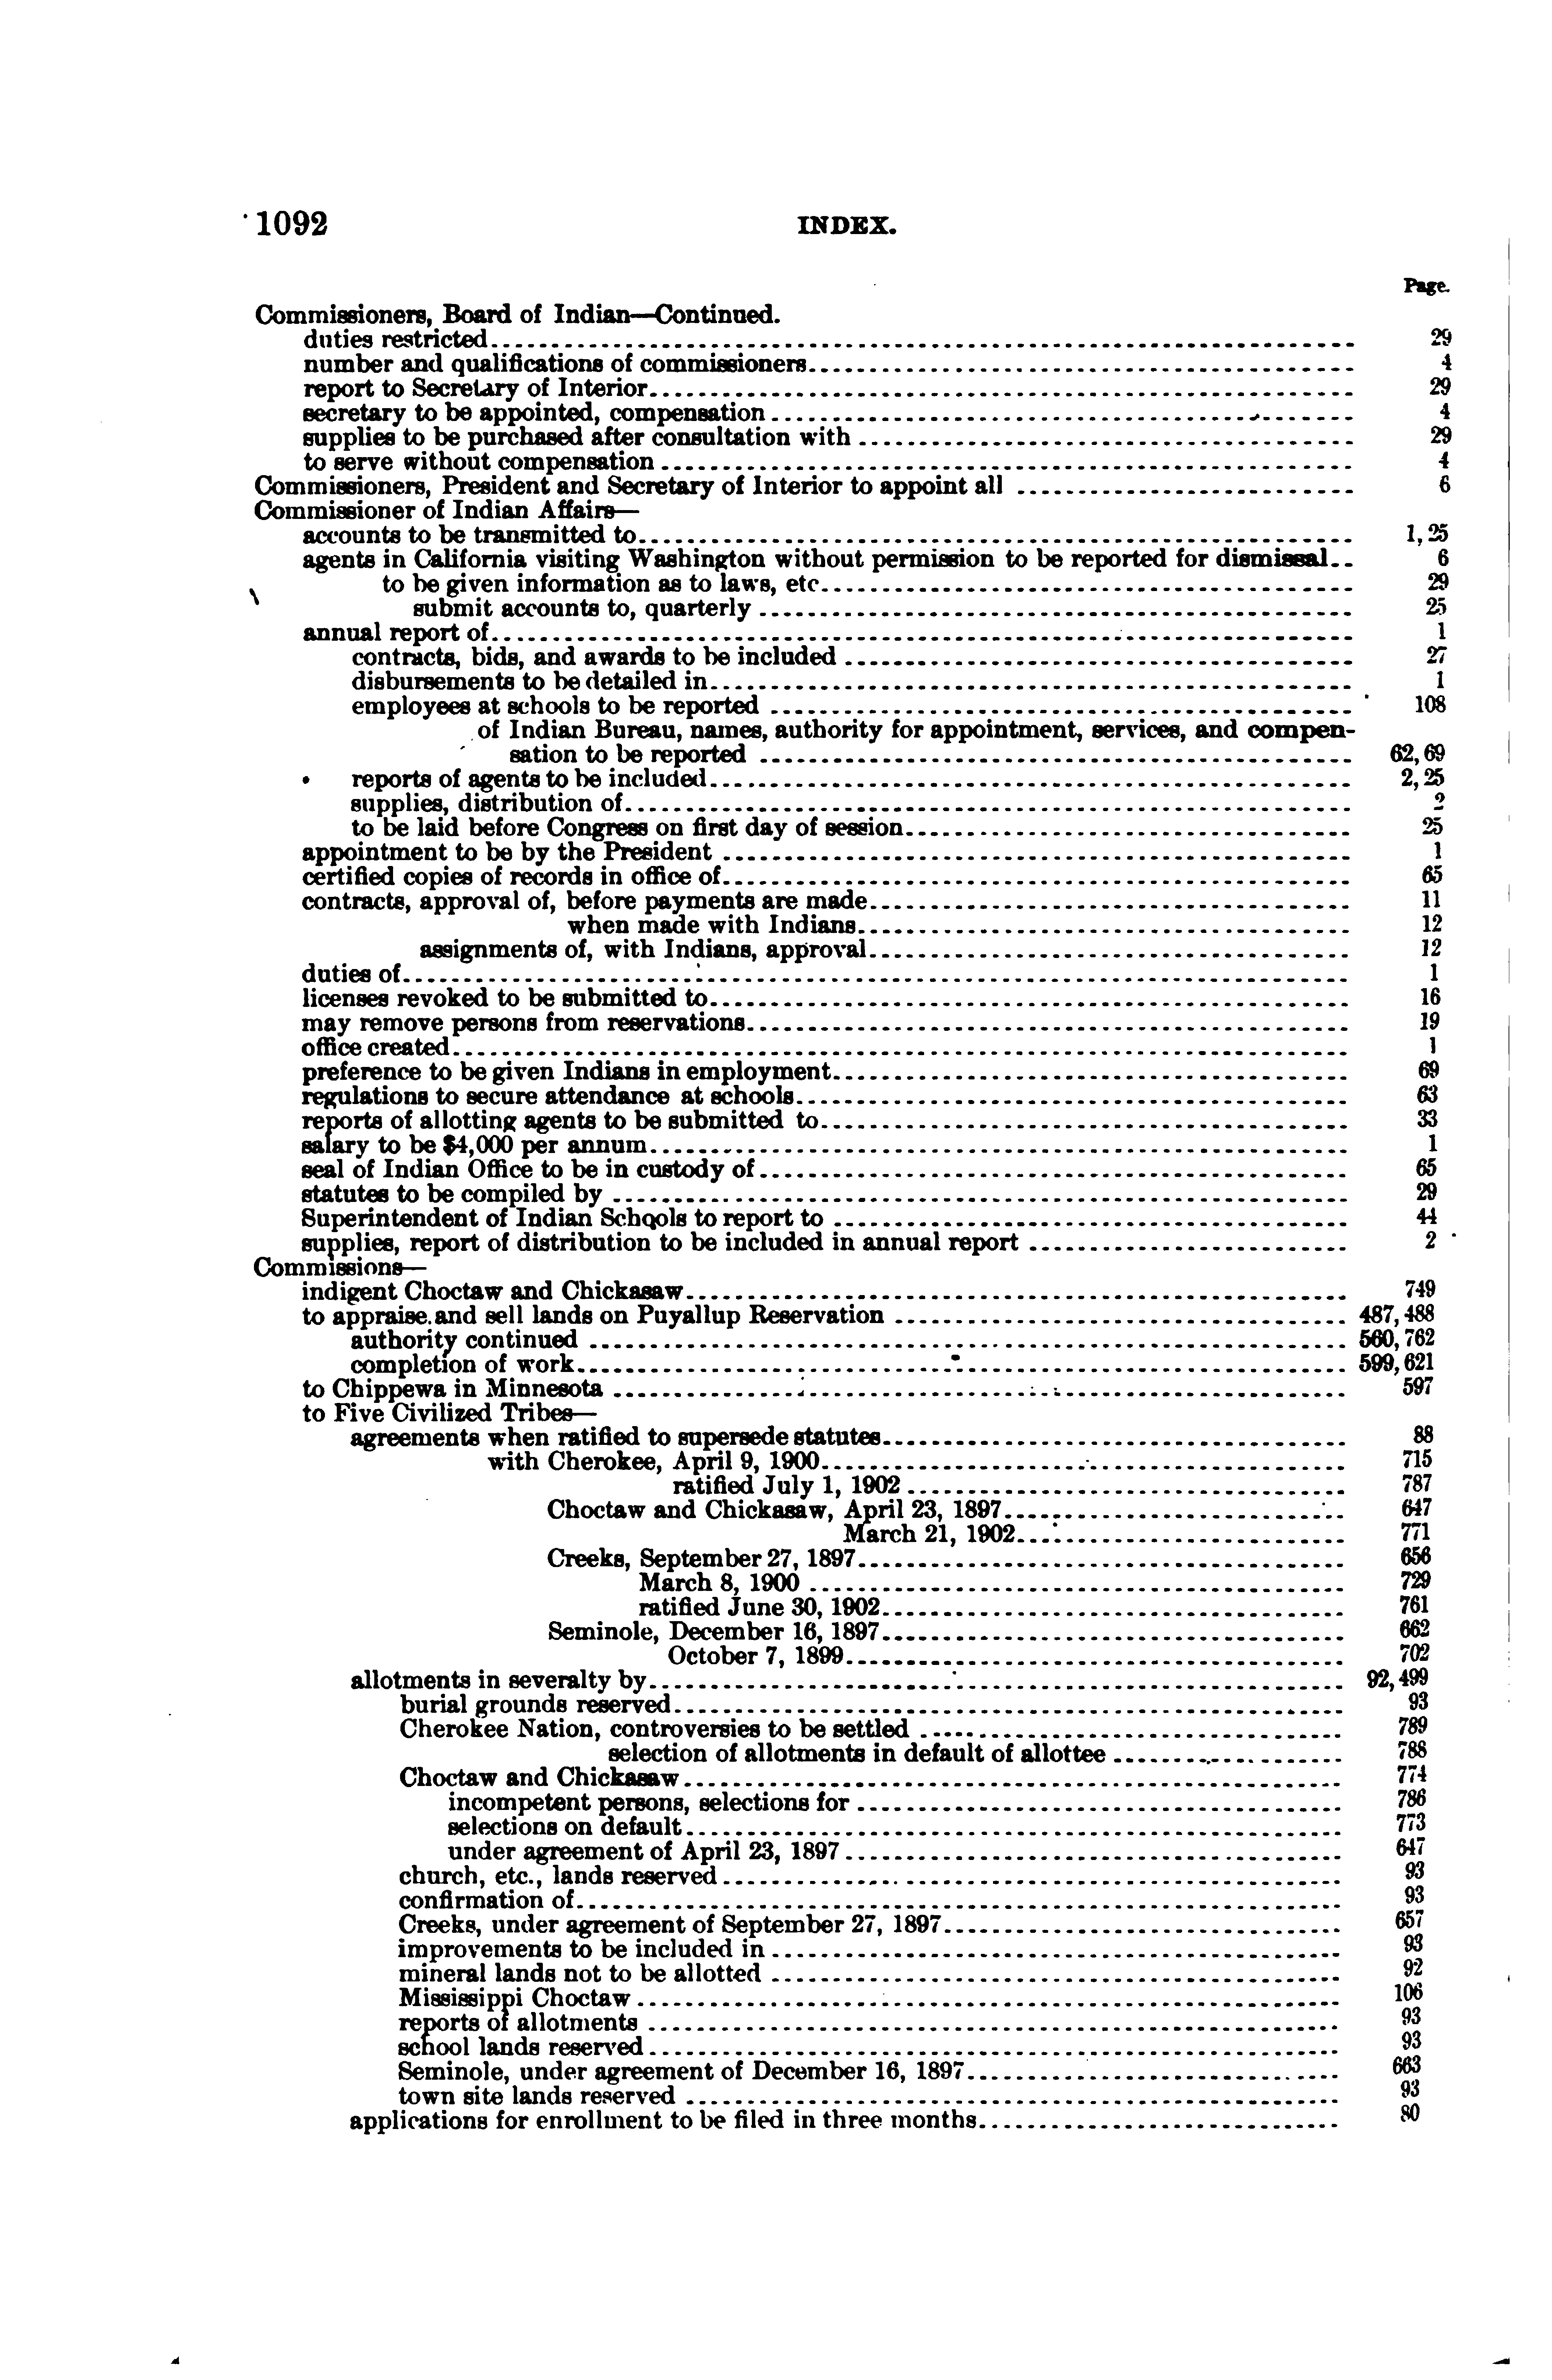 1092 INDEX.
Page.
Commissioners, Board of Indian—Continued.
duties restricted 29
number and qualifications of commissioners 4
report to Secretary of Interior 29
secretary to be appointed, compensation 4
supplies to be purchased after consultation with 29
to serve without compensation 4
Commissioners, President and Secretary of Interior to appoint all 6
Commissioner of Indian Affairs—
accounts to be transmitted to 1, 25
agents in California visiting Washington without permission to be reported for dismissal 6
to be given information as to laws, etc 29
submit accounts to, quarterly 25
annual report of 1
contracts, bids, and awards to be included 27
disbursements to be detailed in 1
employees at schools to be reported 108
of Indian Bureau, names, authority for appointment, services, and compen-
sation to be reported 62, 69
reports of agents to be included 2, 25
supplies, distribution of 2
to be laid before Congress on first day of session 25
appointment to be by the President 1
certified copies of records in office of 65
contracts, approval of, before payments are made 11
when made with Indians 12
assignments of, with Indians, approval 12
duties of 1
licenses revoked to be submitted to 16
may remove persons from reservations 19
office created 1
preference to be given Indians in employment 69
regulations to secure attendance at schools 63
reports of allotting agents to be submitted to 33
salary to be $4,000 per annum 1
seal of Indian Office to be in custody of 65
statutes to be compiled by 29
Superintendent of Indian Schools to report to 44
supplies, report of distribution to be included in annual report 2
Commissions—
indigent Choctaw and Chickasaw 749
to appraise and sell lands on Puyallup Reservation 487, 488
authority continued 560, 762
completion of work 599, 621
to Chippewa in Minnesota 597
to Five Civilized Tribes—
agreements when ratified to supersede statutes 88
with Cherokee, April 9, 1900 715
ratified July 1, 1902 787
Choctaw and Chickasaw, April 23, 1897 647
March 21, 1902 771
Creeks, September 27, 1897 656
March 8, 1900 729
ratified June 30, 1902 761
Seminole, December 16, 1897 662
October 7, 1899 702
allotments in severalty by 92, 499
burial grounds reserved 93
Cherokee Nation, controversies to be settled 789
selection of allotments in default of allottee 788
Choctaw and Chickasaw 774
incompetent persons, selections for 786
selections on default 773
under agreement of April 23, 1897 647
church, etc., lands reserved 93
confirmation of 93
Creeks, under agreement of September 27, 1897 657
improvements to be included in 93
mineral lands not to be allotted 92
Mississippi Choctaw 106
reports of allotments 93
school lands reserved 93
Seminole, under agreement of December 16, 1897 663
town site lands reserved 93
applications for enrollment to be filed in three months 80